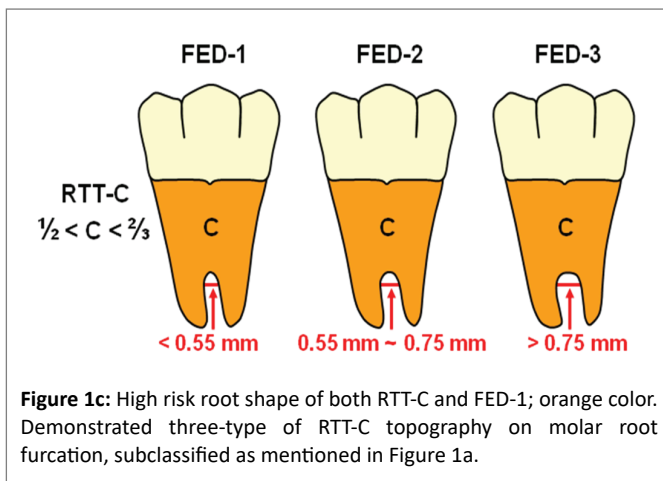 FED-1 FED-2 FED-3
RTT-C
½ < C < ⅔
C C C
< 0.55 mm 0.55 mm ~ 0.75 mm > 0.75 mm
Figure 1c: High risk root shape of both RTT-C and FED-1; orange color.
Demonstrated three-type of RTT-C topography on molar root
furcation, subclassified as mentioned in Figure 1a.